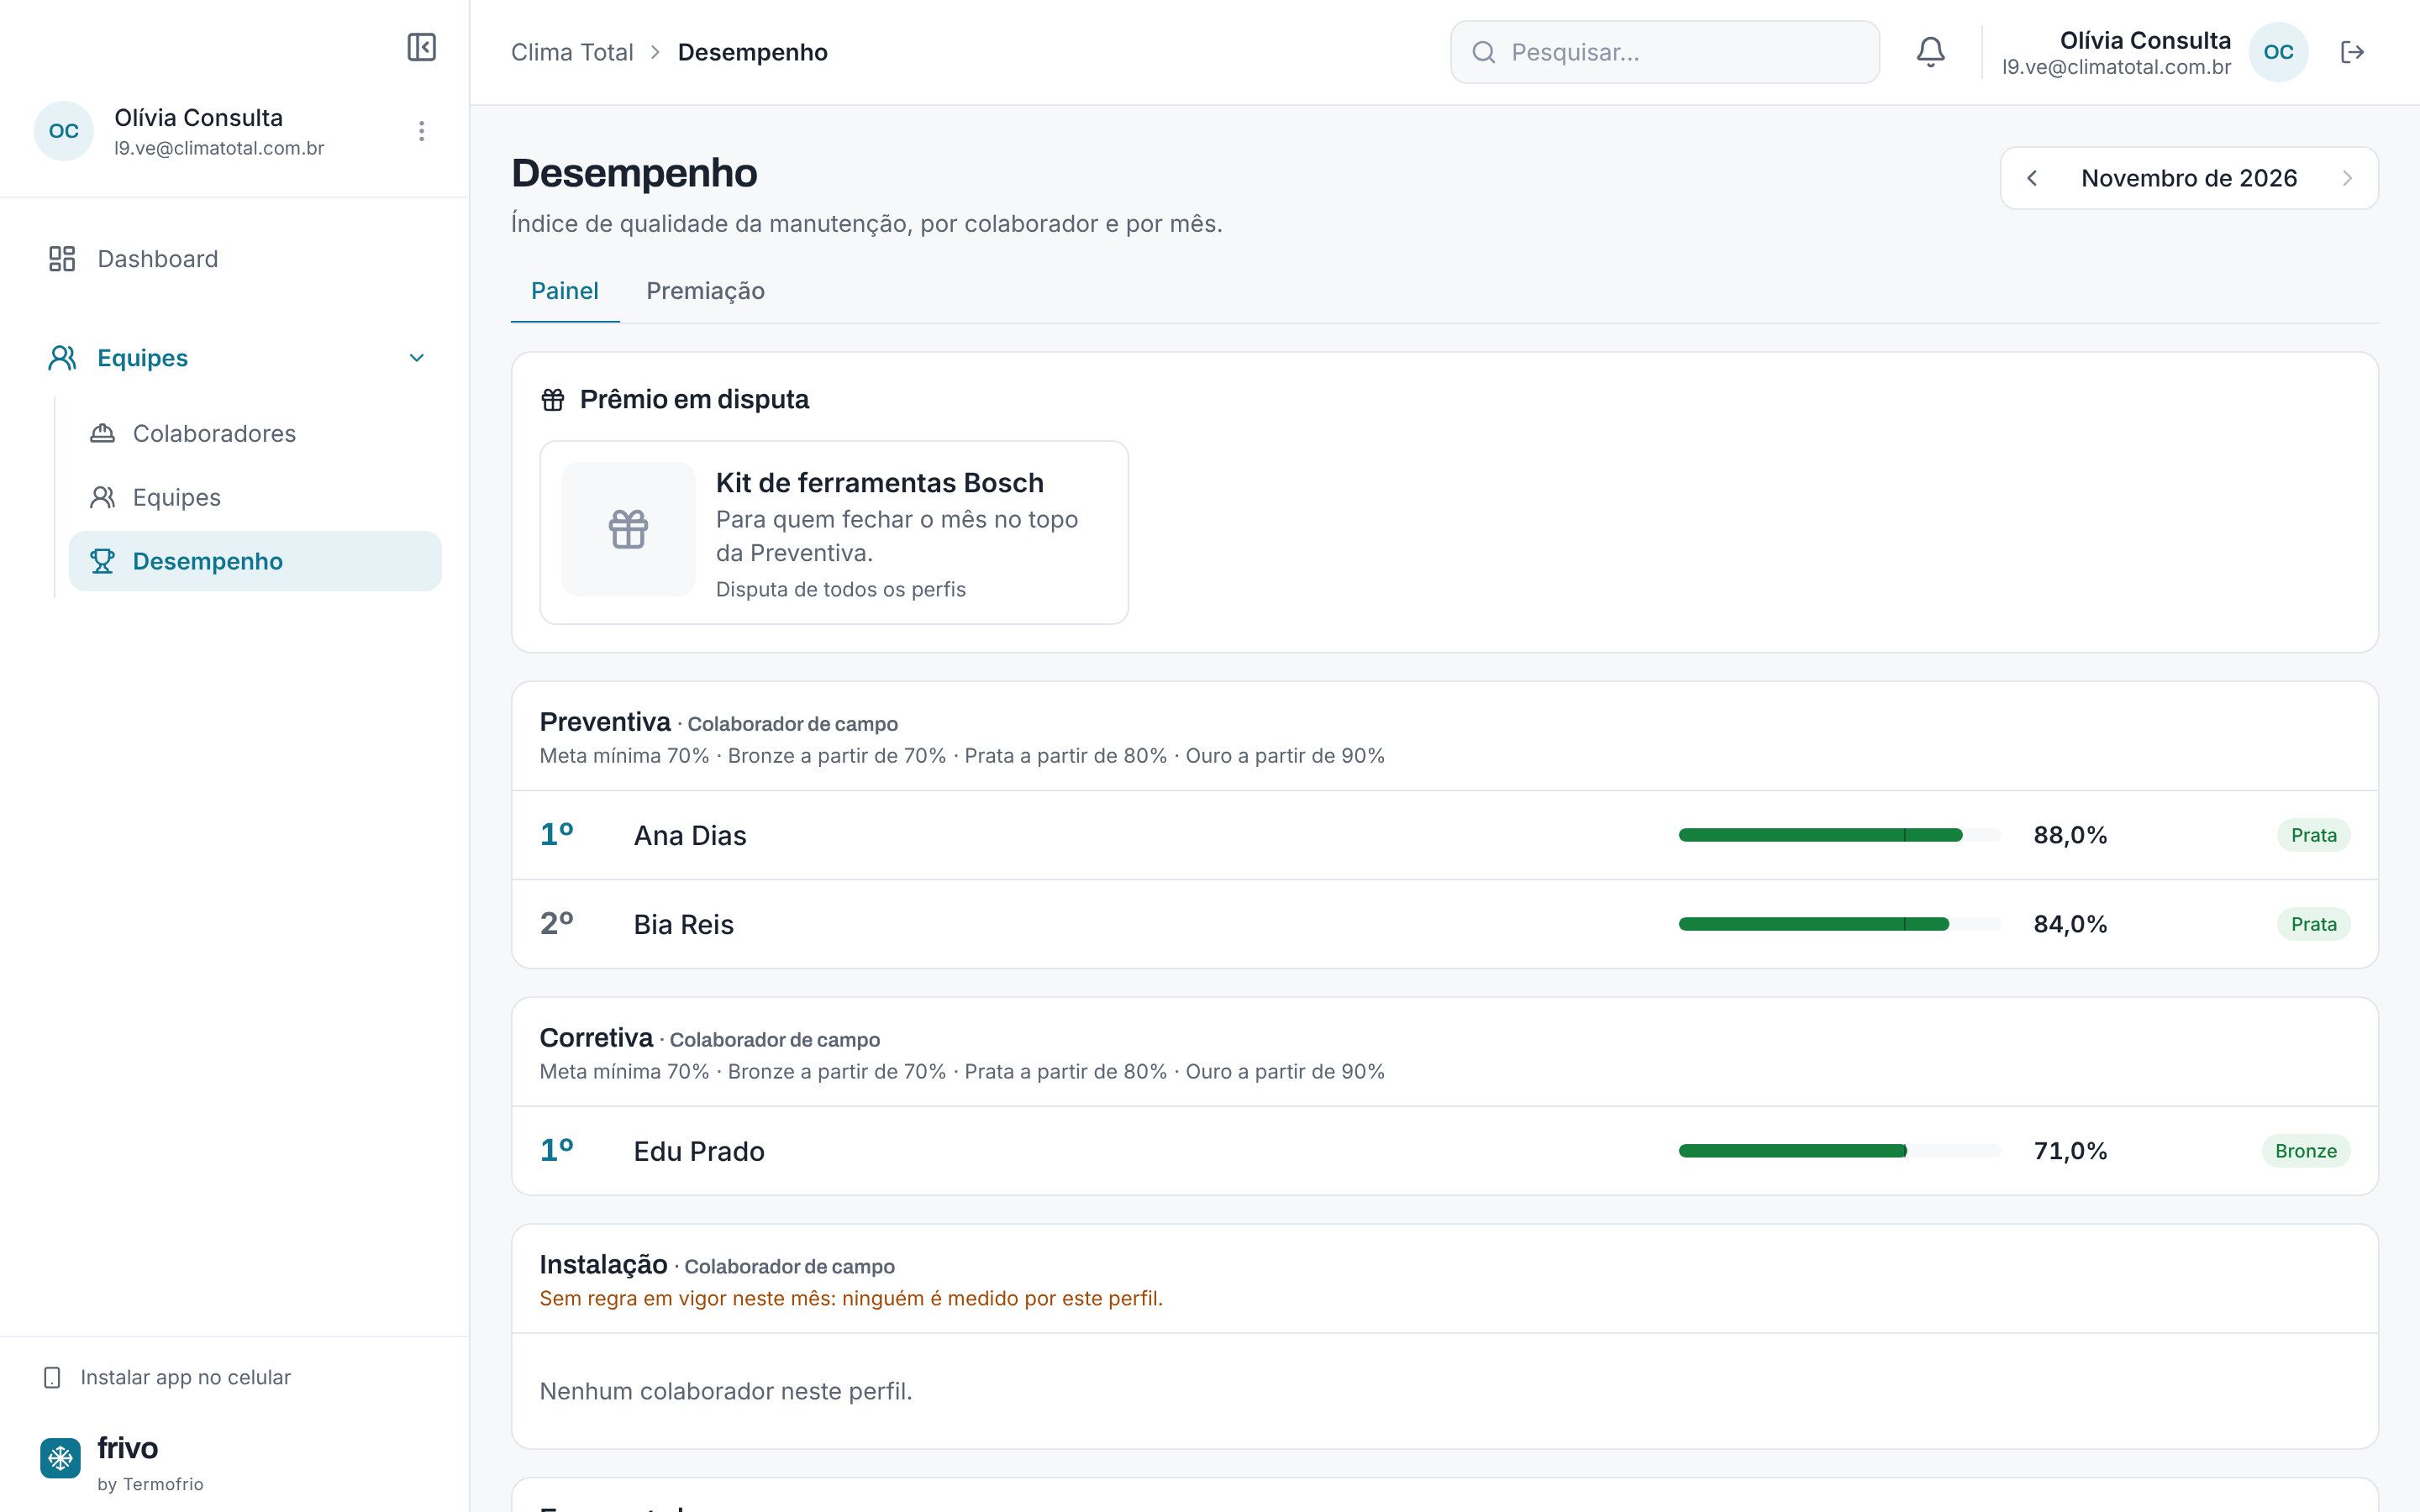 OC
Olívia Consulta
l9.ve@climatotal.com.br
Dashboard
Equipes
Colaboradores
Equipes
Desempenho
Instalar app no celular
frivo
by Termofrio
Clima Total
Desempenho
Pesquisar...
Olívia Consulta
l9.ve@climatotal.com.br
OC
Desempenho
Índice de qualidade da manutenção, por colaborador e por mês.
Novembro de 2026
Painel
Premiação
Prêmio em disputa
Kit de ferramentas Bosch
Para quem fechar o mês no topo
da Preventiva.
Disputa de todos os perfis
Preventiva · Colaborador de campo
Meta mínima 70% · Bronze a partir de 70% · Prata a partir de 80% · Ouro a partir de 90%
1º Ana Dias 88,0% Prata
2º Bia Reis 84,0% Prata
Corretiva · Colaborador de campo
Meta mínima 70% · Bronze a partir de 70% · Prata a partir de 80% · Ouro a partir de 90%
1º Edu Prado 71,0% Bronze
Instalação · Colaborador de campo
Sem regra em vigor neste mês: ninguém é medido por este perfil.
Nenhum colaborador neste perfil.